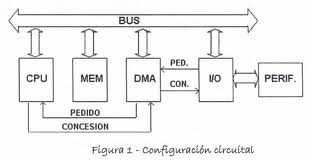 BUS
CPU MEM DMA PED. I/O PERIF.
CON.
PEDIDO
CONCESION
Figura 1 - Configuración circuital